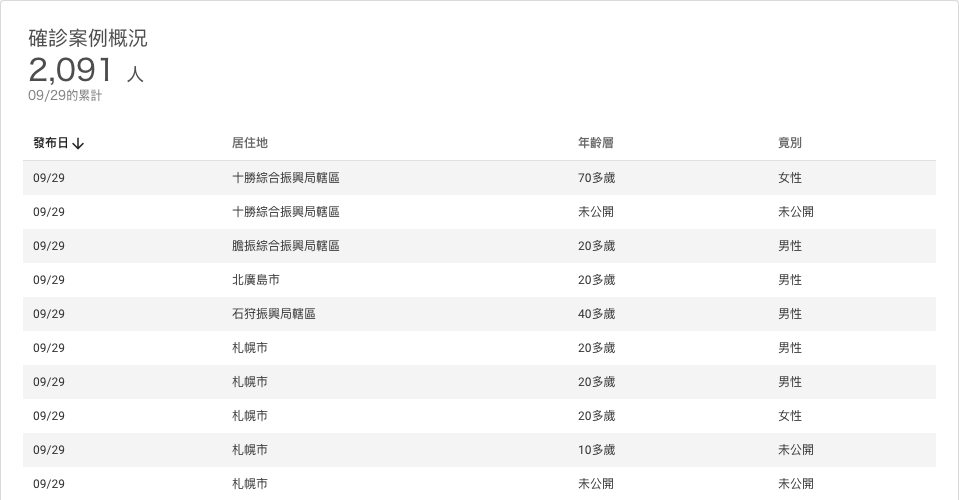 確診案例概況
2,091 人
09/29的累計
發布日↓ 居住地 年齡層 竟別
09/29 十勝綜合振興局轄區 70多歲 女性
09/29 十勝綜合振興局轄區 未公開 未公開
09/29 膽振綜合振興局轄區 20多歲 男性
09/29 北廣島市 20多歲 男性
09/29 石狩振興局轄區 40多歲 男性
09/29 札幌市 20多歲 男性
09/29 札幌市 20多歲 男性
09/29 札幌市 20多歲 女性
09/29 札幌市 10多歲 未公開
09/29 札幌市 未公開 未公開